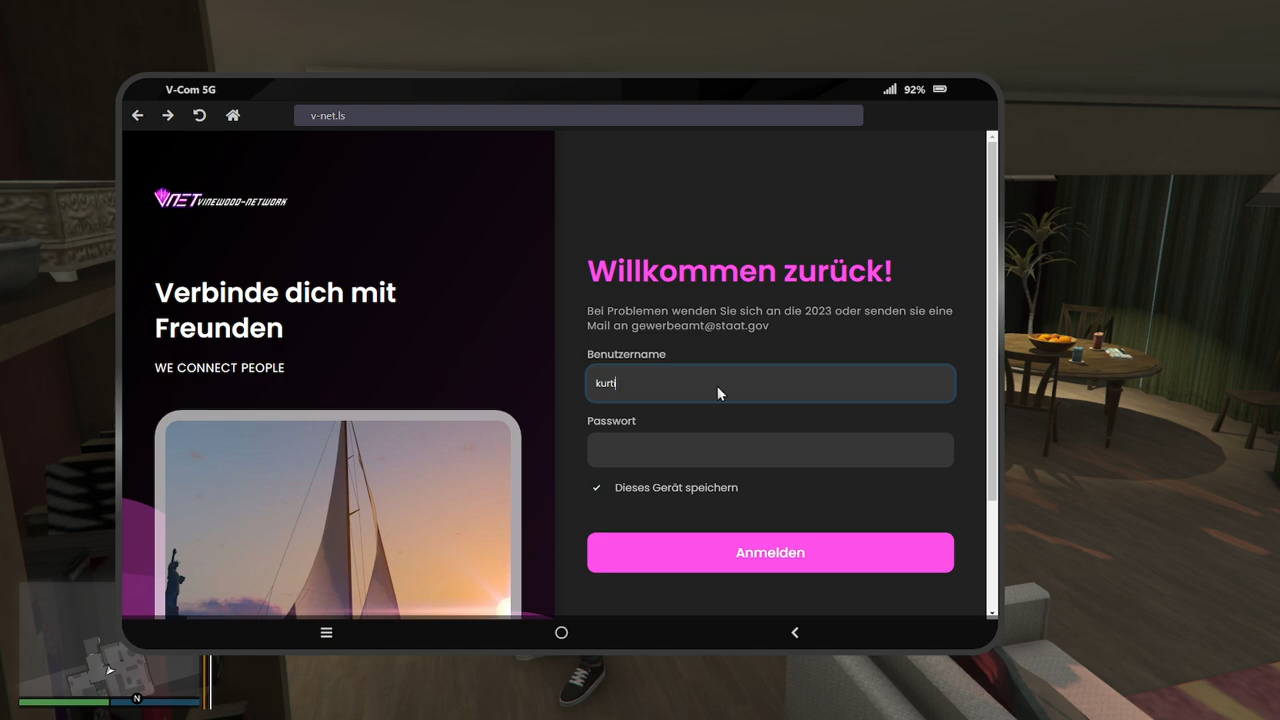 V-Com 5G
92%
v-net.ls
VNET VINEWOOD-NETWORK
Verbinde dich mit
Freunden
WE CONNECT PEOPLE
Willkommen zurück!
Bei Problemen wenden Sie sich an die 2023 oder senden sie eine
Mail an gewerbeamt@staat.gov
Benutzername
kurti
Passwort
Dieses Gerät speichern
Anmelden
N